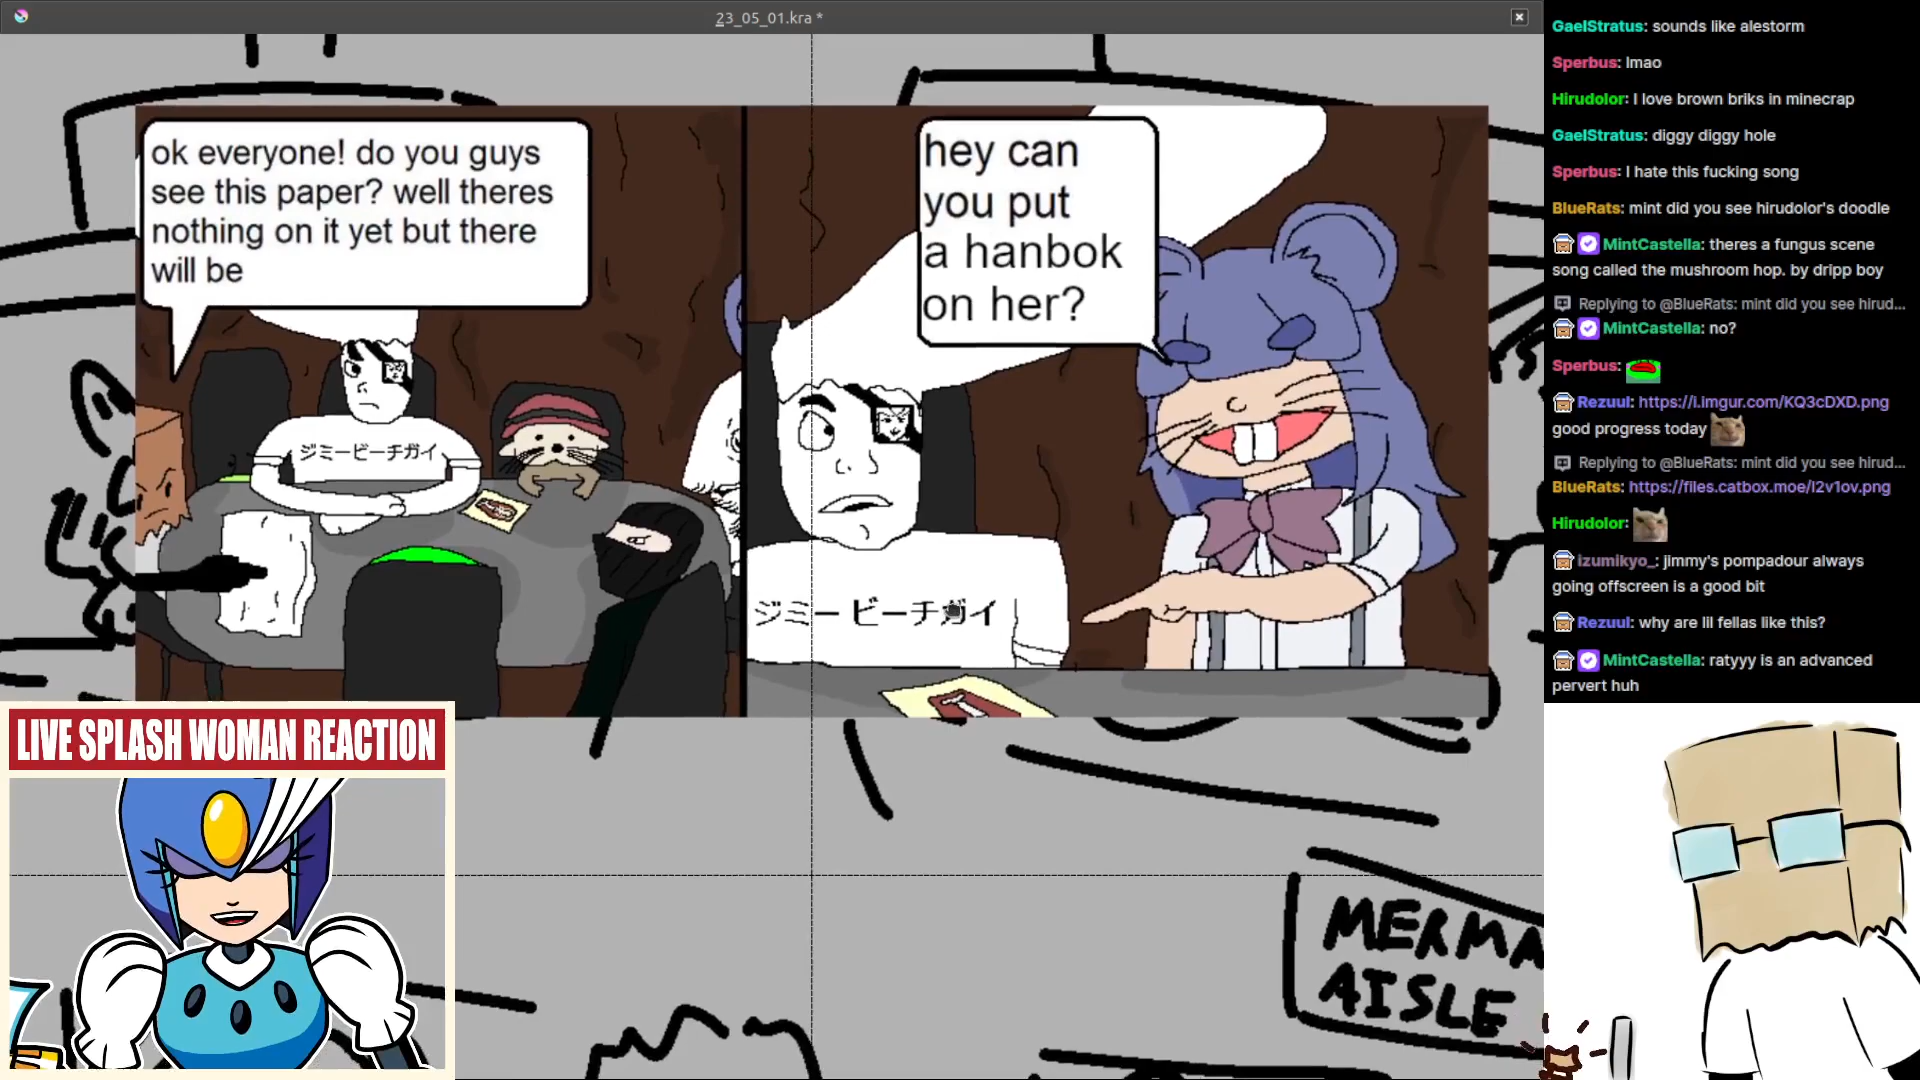 23_05_01.kra *
ok everyone! do you guys
see this paper? well theres
nothing on it yet but there
will be
ジミービーチガイ
hey can
you put
a hanbok
on her?
ジミー ビーチガイ
MERMA
AISLE
LIVE SPLASH WOMAN REACTION
GaelStratus: sounds like alestorm
Sperbus: lmao
Hirudolor: I love brown briks in minecrap
GaelStratus: diggy diggy hole
Sperbus: I hate this fucking song
BlueRats: mint did you see hirudolor's doodle
MintCastella: theres a fungus scene
song called the mushroom hop. by dripp boy
Replying to @BlueRats: mint did you see hirud...
MintCastella: no?
Sperbus:
Rezuul: https://i.imgur.com/KQ3cDXD.png
good progress today
Replying to @BlueRats: mint did you see hirud...
BlueRats: https://files.catbox.moe/l2v1ov.png
Hirudolor:
izumikyo_: jimmy's pompadour always
going offscreen is a good bit
Rezuul: why are lil fellas like this?
MintCastella: ratyyy is an advanced
pervert huh